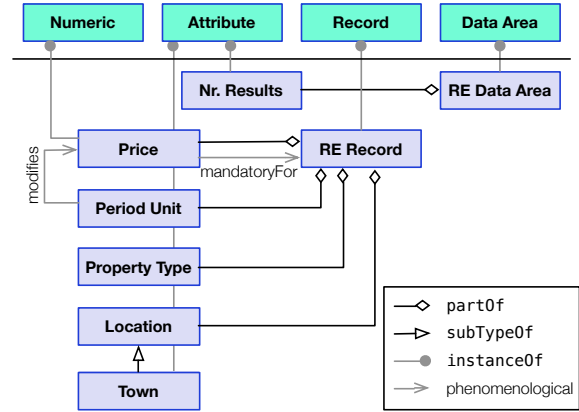 Numeric
Attribute
Record
Data Area
Nr. Results
RE Data Area
Price
RE Record
mandatoryFor
modifies
Period Unit
Property Type
Location
Town
partOf
subTypeOf
instanceOf
phenomenological